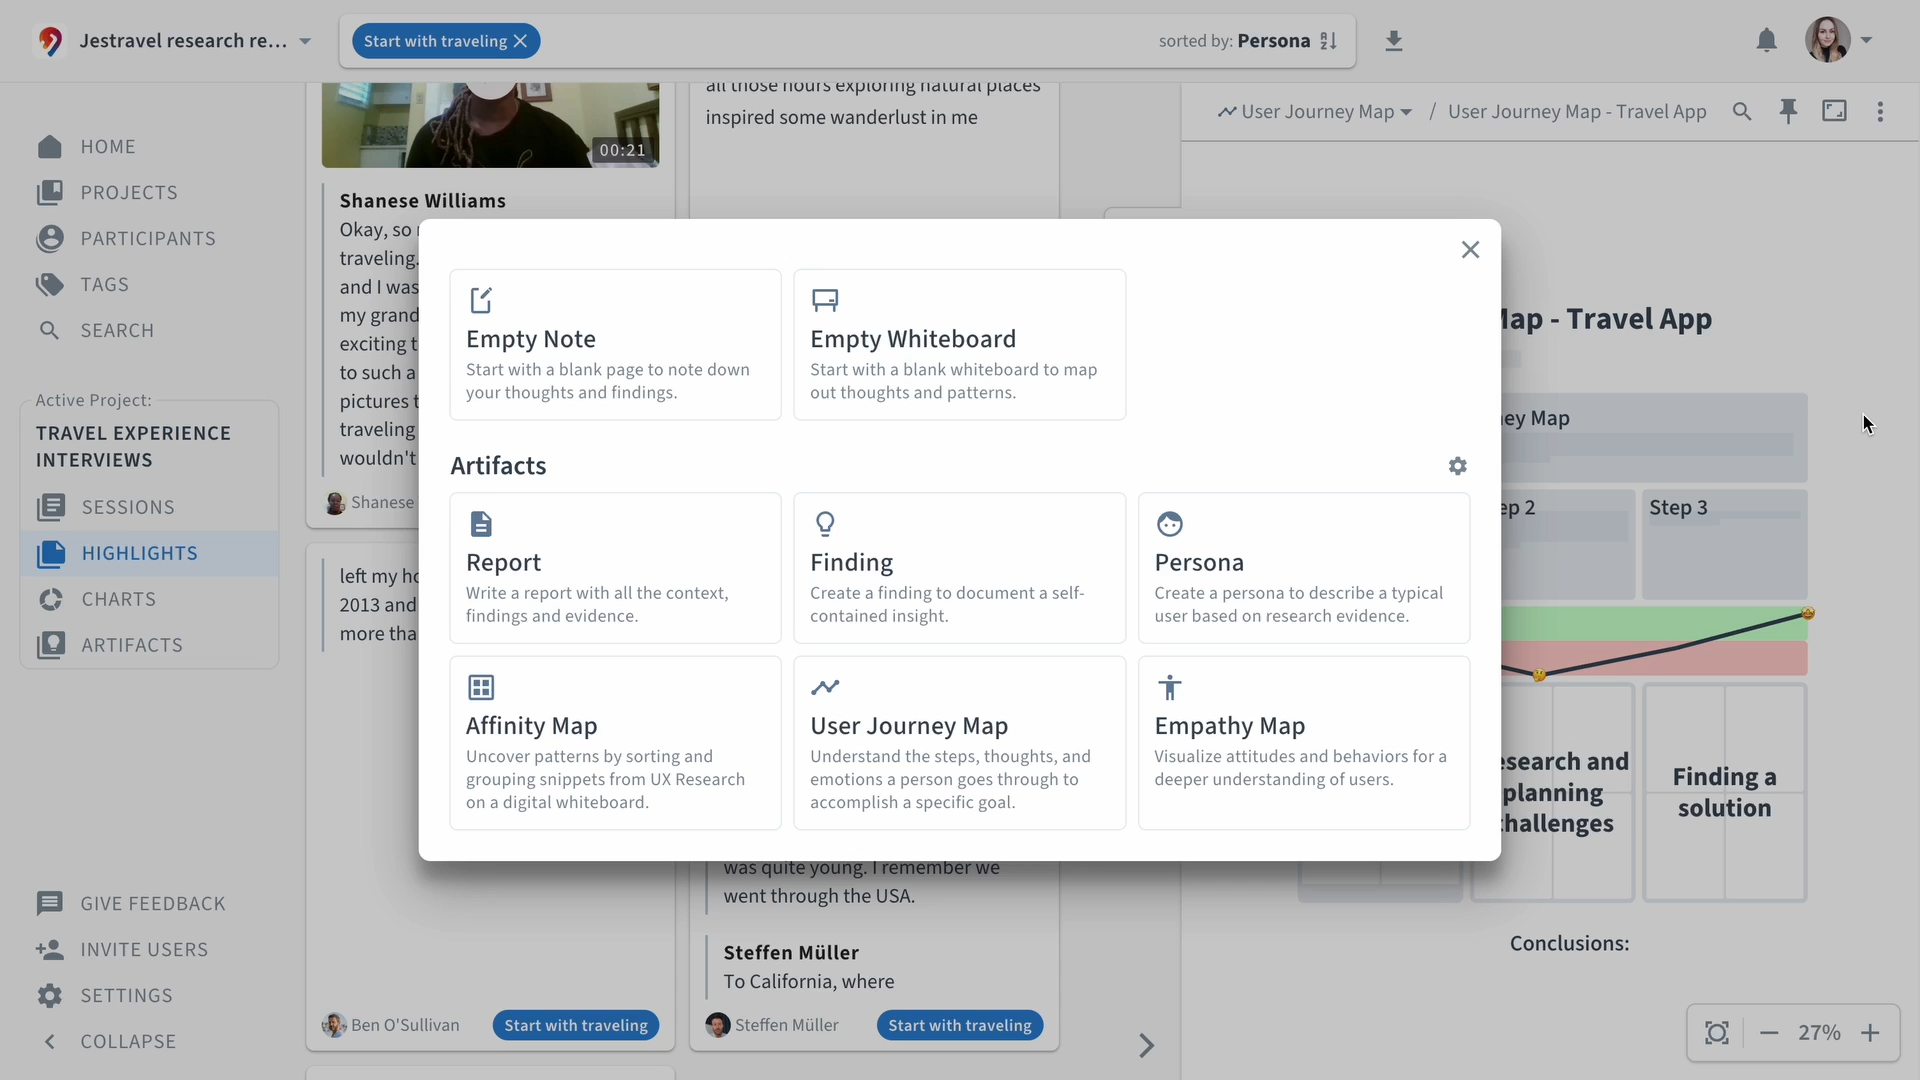 Jestravel research re...
Start with traveling
sorted by: Persona
HOME
PROJECTS
PARTICIPANTS
TAGS
SEARCH
Active Project:
TRAVEL EXPERIENCE
INTERVIEWS
SESSIONS
HIGHLIGHTS
CHARTS
ARTIFACTS
GIVE FEEDBACK
INVITE USERS
SETTINGS
COLLAPSE
00:21
Shanese Williams
Okay, so
traveling.
and I was
my grand
exciting t
to such a
pictures t
traveling
wouldn't
Shanese
left my ho
2013 and
more tha
Ben O'Sullivan
Start with traveling
all those hours exploring natural places
inspired some wanderlust in me
was quite young. I remember we
went through the USA.
Steffen Müller
To California, where
Steffen Müller
Start with traveling
Empty Note
Start with a blank page to note down
your thoughts and findings.
Empty Whiteboard
Start with a blank whiteboard to map
out thoughts and patterns.
Artifacts
Report
Write a report with all the context,
findings and evidence.
Finding
Create a finding to document a self-
contained insight.
Persona
Create a persona to describe a typical
user based on research evidence.
Affinity Map
Uncover patterns by sorting and
grouping snippets from UX Research
on a digital whiteboard.
User Journey Map
Understand the steps, thoughts, and
emotions a person goes through to
accomplish a specific goal.
Empathy Map
Visualize attitudes and behaviors for a
deeper understanding of users.
User Journey Map / User Journey Map - Travel App
Map - Travel App
ney Map
ep 2
Step 3
esearch and
planning
challenges
Finding a
solution
Conclusions:
27%